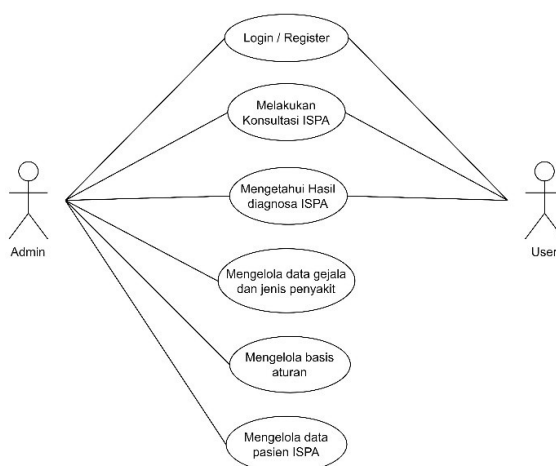 Login / Register
Melakukan
Konsultasi ISPA
Mengetahui Hasil
diagnosa ISPA
Admin
User
Mengelola data gejala
dan jenis penyakit
Mengelola basis
aturan
Mengelola data
pasien ISPA